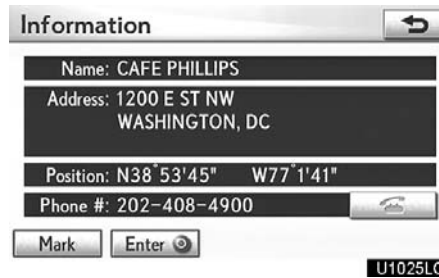 Information
Name: CAFE PHILLIPS
Address: 1200 E ST NW
WASHINGTON, DC
Position: N38°53'45" W77°1'41"
Phone #: 202-408-4900
Mark Enter
U1025LC